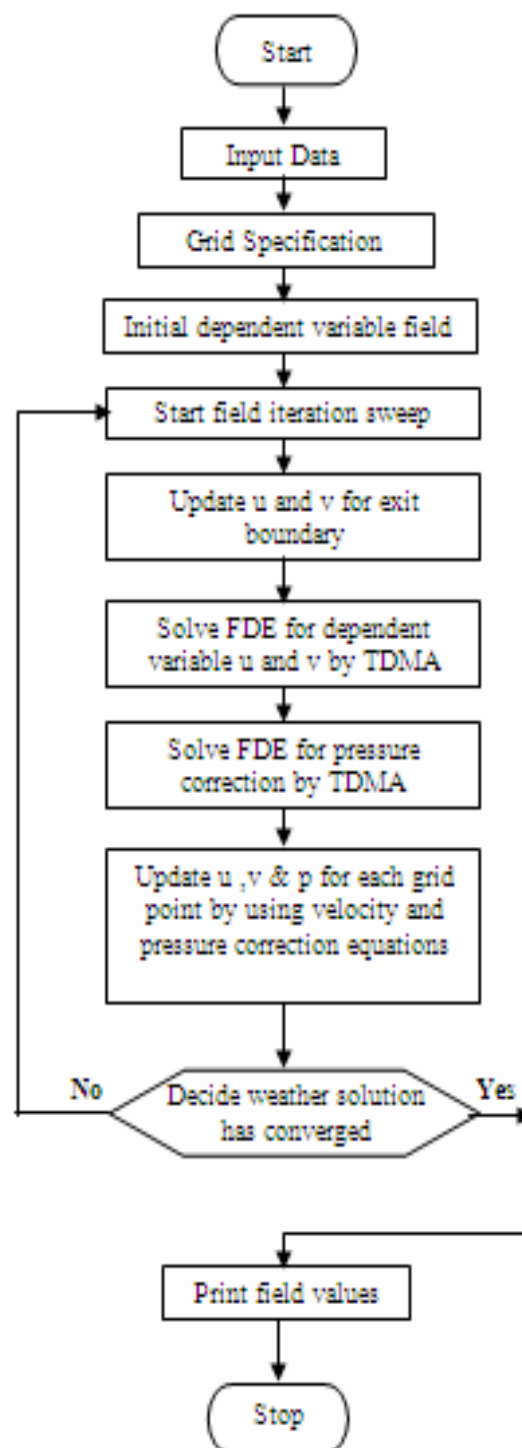 Start
Input Data
Grid Specification
Initial dependent variable field
Start field iteration sweep
Update u and v for exit
boundary
Solve FDE for dependent
variable u and v by TDMA
Solve FDE for pressure
correction by TDMA
Update u ,v & p for each grid
point by using velocity and
pressure correction equations
No
Decide weather solution
has converged
Yes
Print field values
Stop